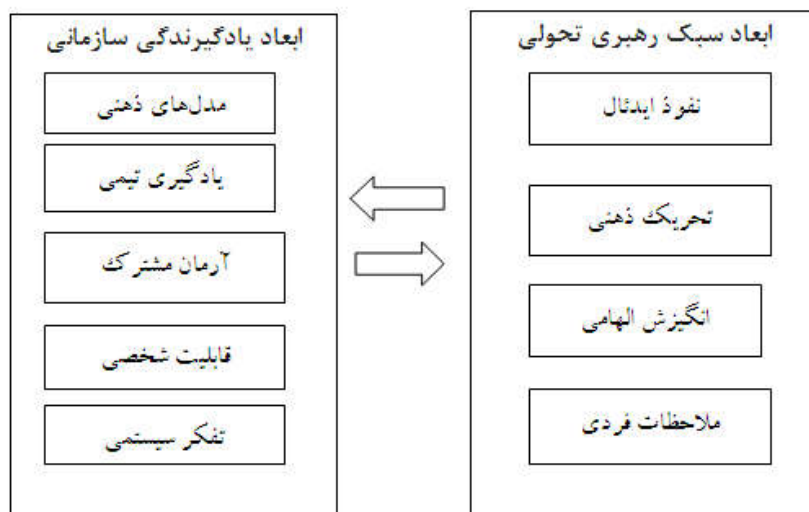 ابعاد سبک رهبری تحولی
نفوذ ایدئال
تحریک ذهنی
انگیزش الهامی
ملاحظات فردی
ابعاد یادگیرندگی سازمانی
مدل‌های ذهنی
یادگیری تیمی
آرمان مشترک
قابلیت شخصی
تفکر سیستمی